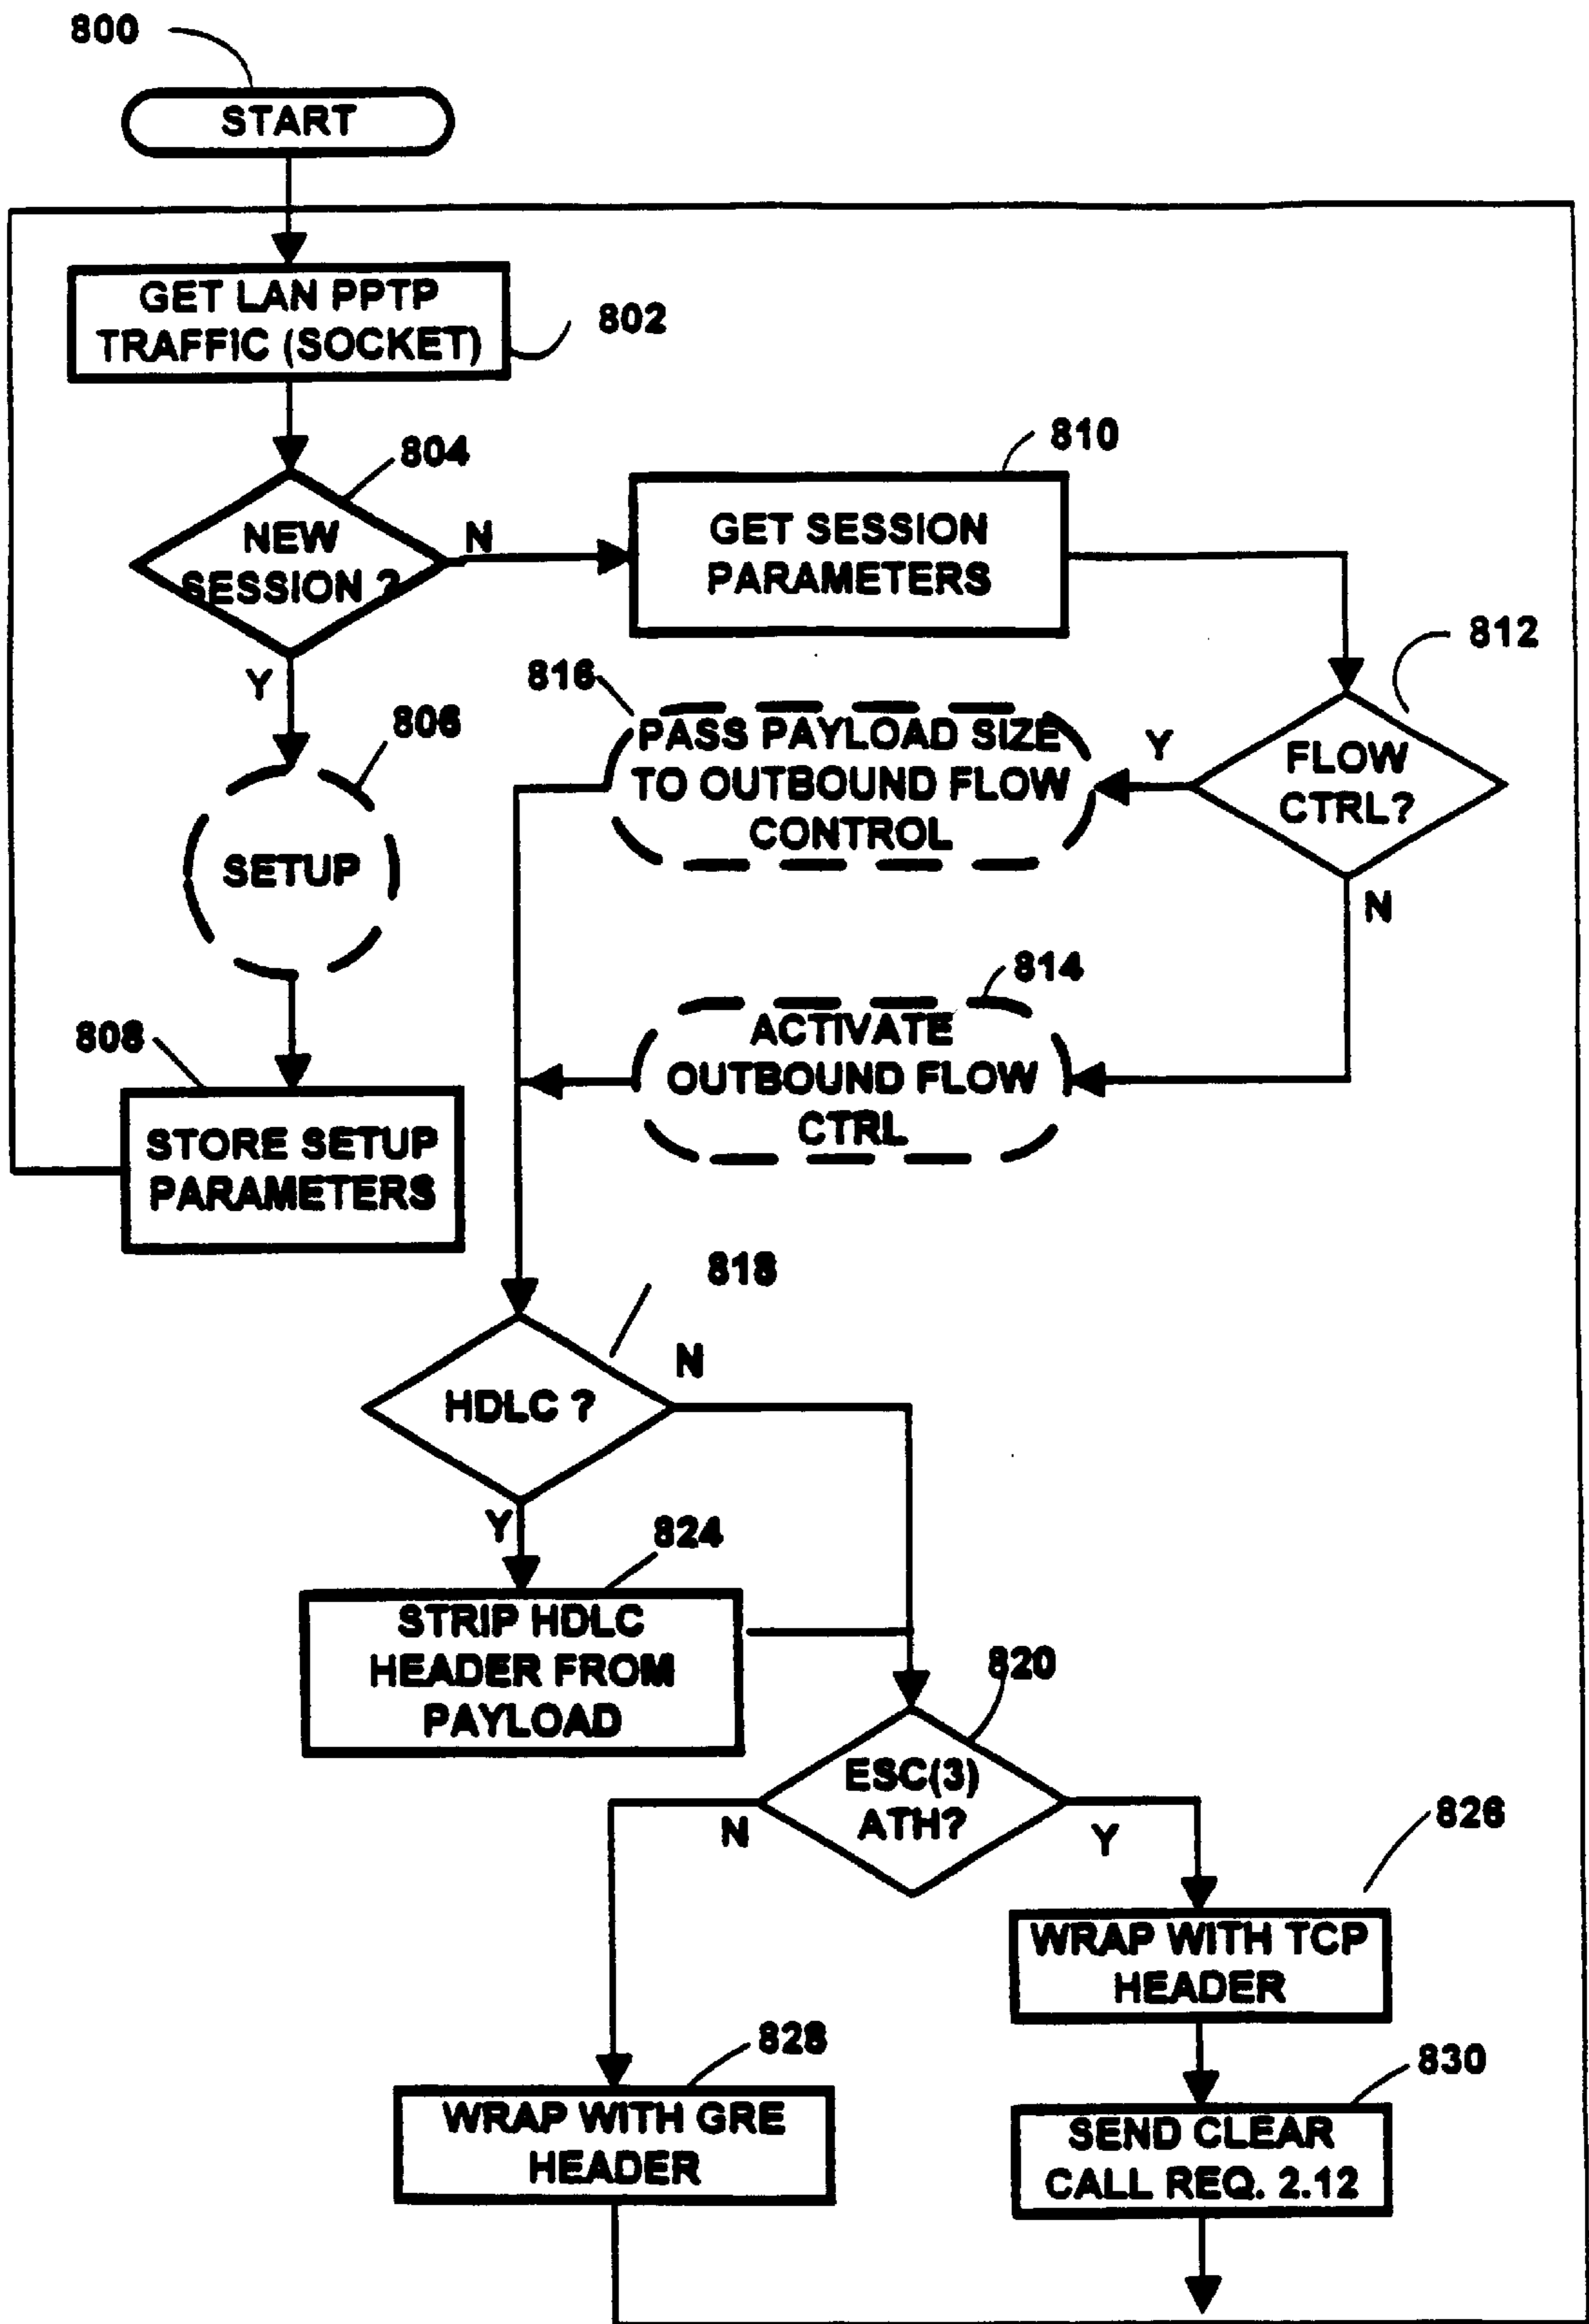 800
START
GET LAN PPTP
TRAFFIC (SOCKET)
802
804
NEW
SESSION ?
N
Y
810
GET SESSION
PARAMETERS
812
FLOW
CTRL?
Y
N
816
PASS PAYLOAD SIZE
TO OUTBOUND FLOW
CONTROL
806
SETUP
814
ACTIVATE
OUTBOUND FLOW
CTRL
808
STORE SETUP
PARAMETERS
818
HDLC ?
N
Y
824
STRIP HDLC
HEADER FROM
PAYLOAD
820
ESC(3)
ATH?
N
Y
826
WRAP WITH TCP
HEADER
828
WRAP WITH GRE
HEADER
830
SEND CLEAR
CALL REQ. 2.12